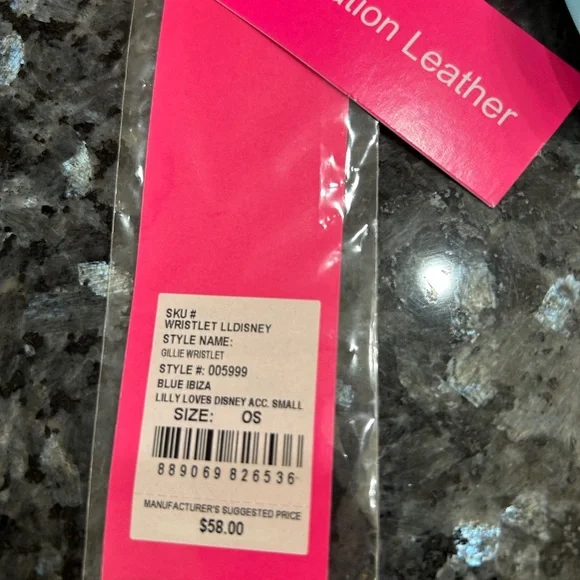 Leather
SKU #
WRISTLET LLDISNEY
STYLE NAME:
GILLIE WRISTLET
STYLE #: 005999
BLUE IBIZA
LILLY LOVES DISNEY ACC. SMALL
SIZE: OS
889069 826536
MANUFACTURER'S SUGGESTED PRICE
$58.00